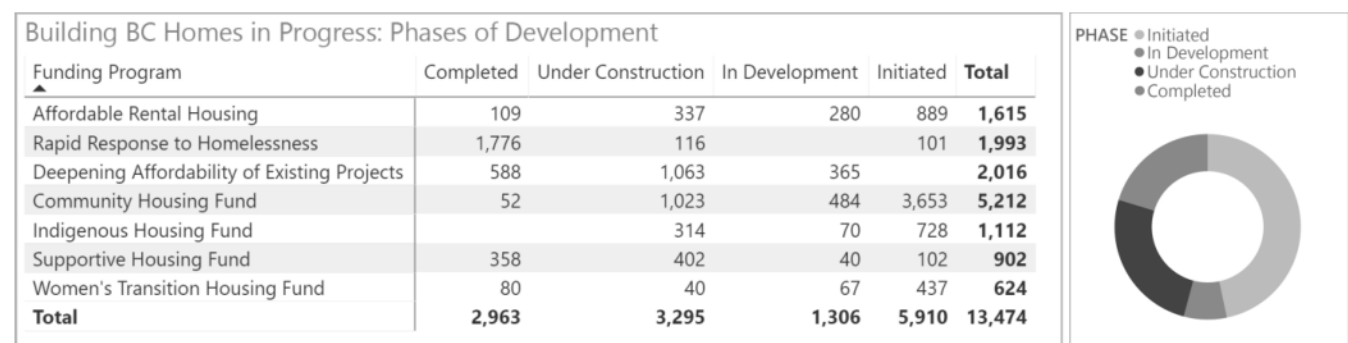 Building BC Homes in Progress: Phases of Development
Funding Program Completed Under Construction In Development Initiated Total
Affordable Rental Housing 109 337 280 889 1,615
Rapid Response to Homelessness 1,776 116 101 1,993
Deepening Affordability of Existing Projects 588 1,063 365 2,016
Community Housing Fund 52 1,023 484 3,653 5,212
Indigenous Housing Fund 314 70 728 1,112
Supportive Housing Fund 358 402 40 102 902
Women's Transition Housing Fund 80 40 67 437 624
Total 2,963 3,295 1,306 5,910 13,474
PHASE Initiated
In Development
Under Construction
Completed